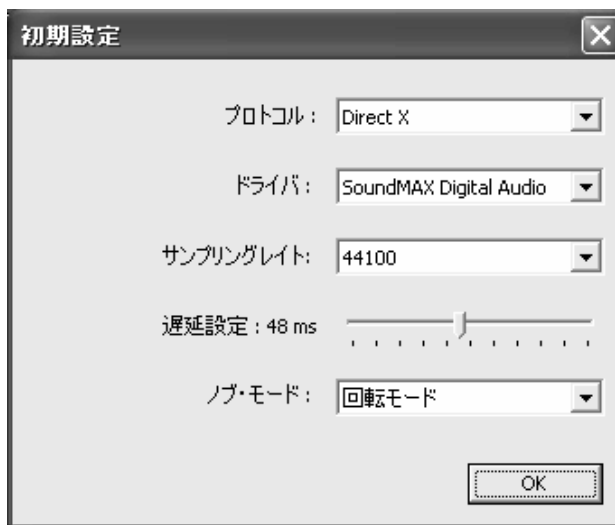 初期設定
プロトコル： Direct X
ドライバ： SoundMAX Digital Audio
サンプリングレイト: 44100
遅延設定：48 ms
ノブ・モード： 回転モード
OK